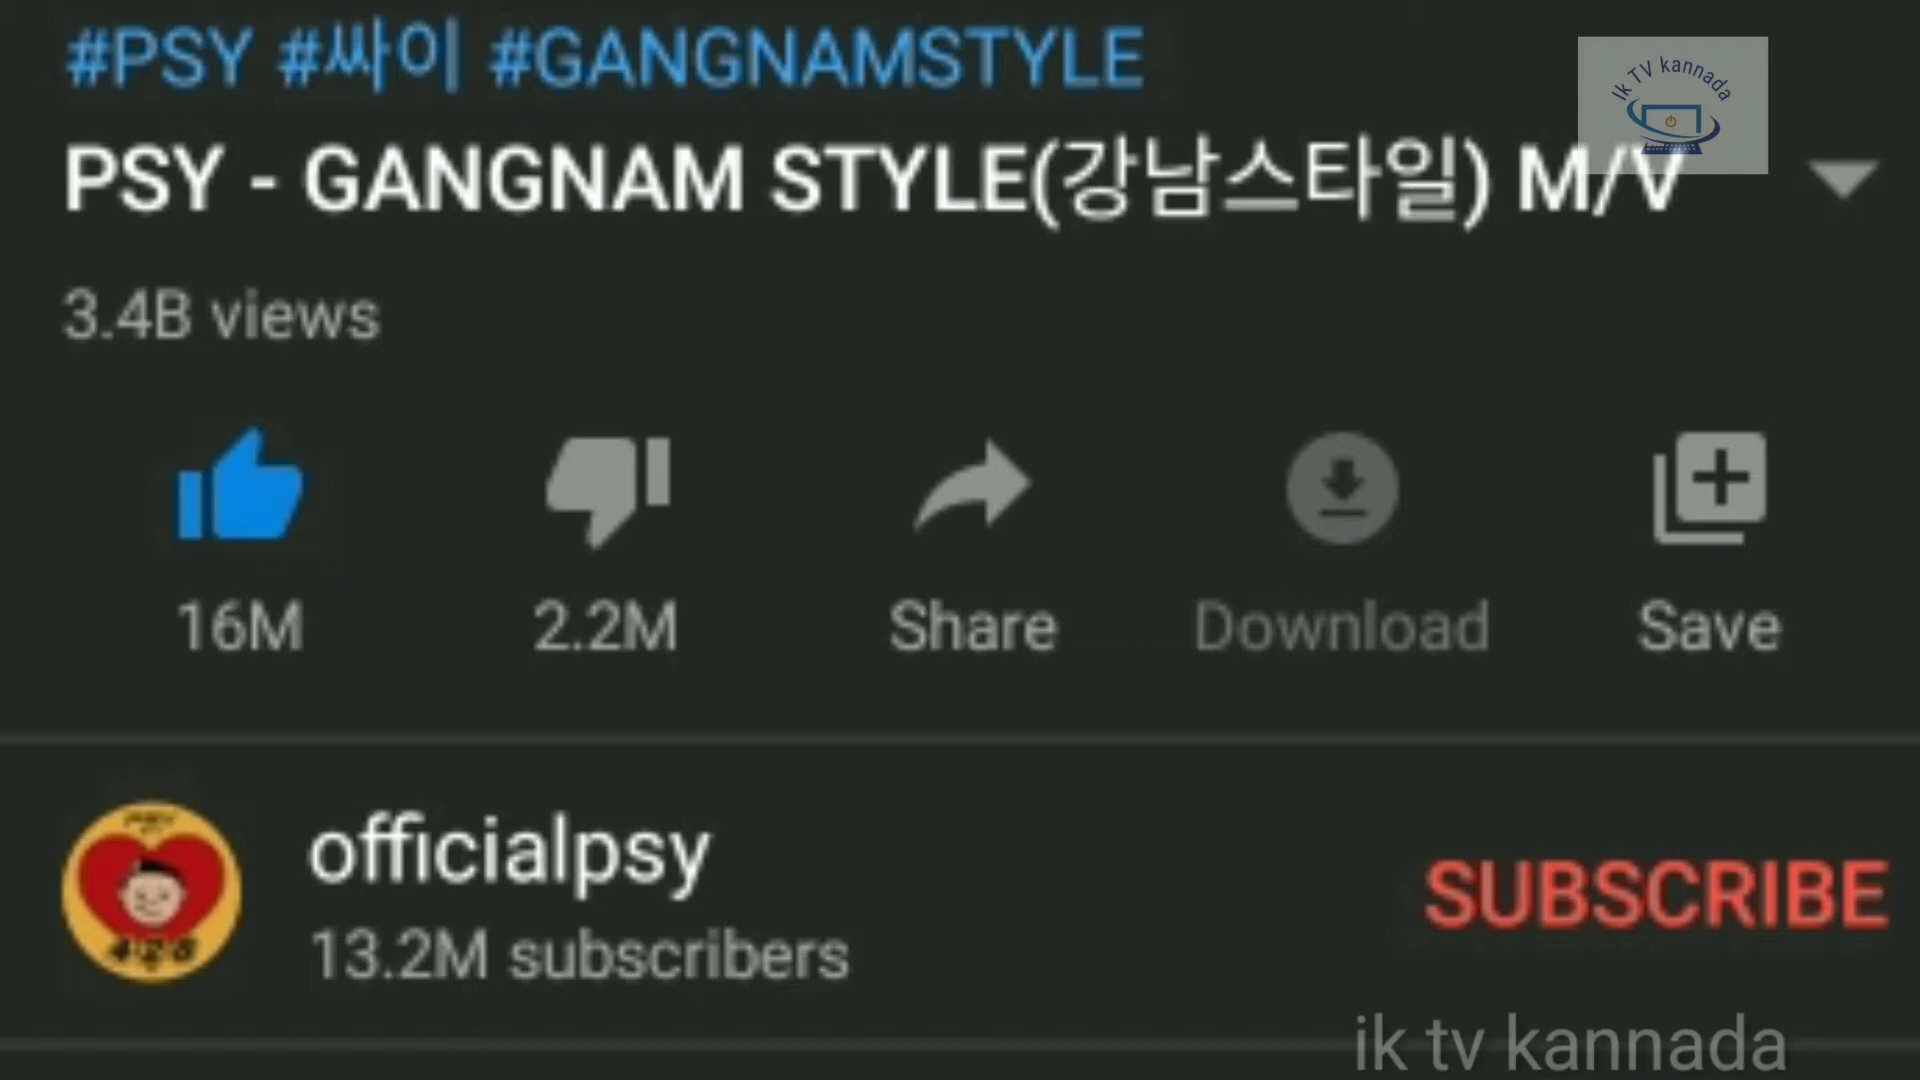 #PSY #싸이 #GANGNAMSTYLE
Ik TV kannada
PSY - GANGNAM STYLE(강남스타일) M/V
3.4B views
16M
2.2M
Share
Download
Save
officialpsy
13.2M subscribers
SUBSCRIBE
ik tv kannada